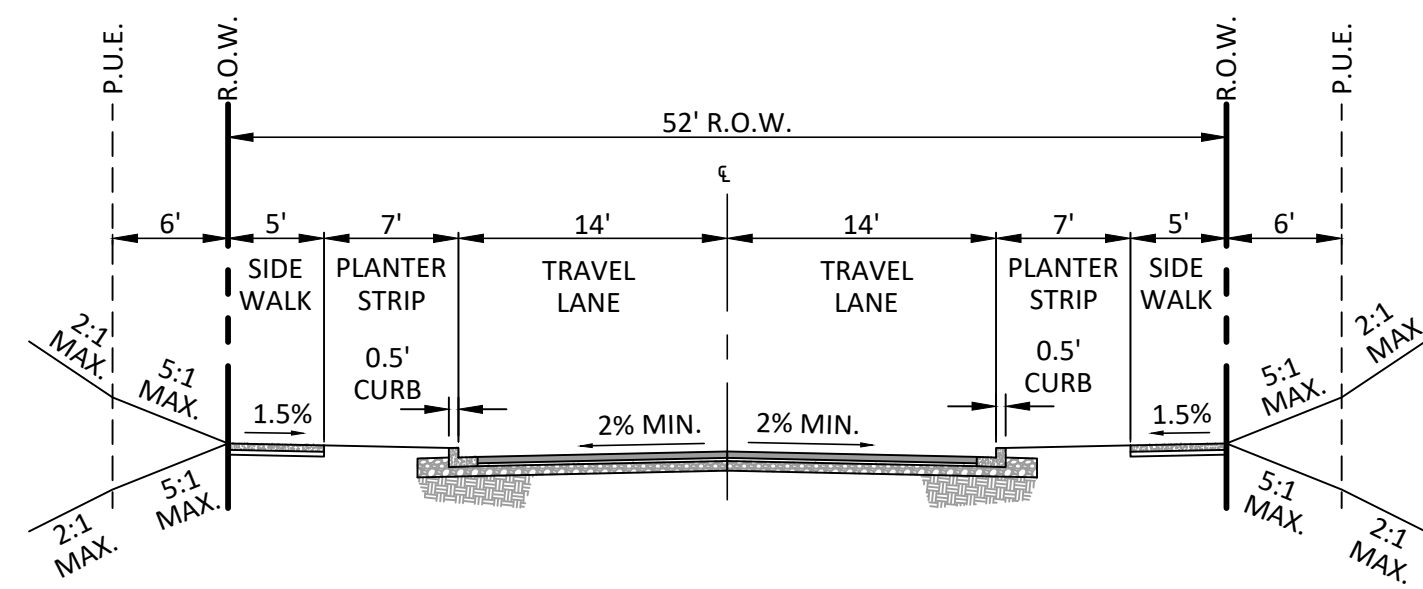 P.U.E.
R.O.W.
R.O.W.
P.U.E.
52' R.O.W.
℄
6'
5'
7'
14'
14'
7'
5'
6'
SIDE
WALK
PLANTER
STRIP
TRAVEL
LANE
TRAVEL
LANE
PLANTER
STRIP
SIDE
WALK
0.5'
CURB
0.5'
CURB
2:1
MAX.
5:1
MAX.
1.5%
2% MIN.
2% MIN.
1.5%
5:1
MAX.
2:1
MAX
5:1
MAX.
2:1
MAX.
5:1
MAX.
2:1
MAX.